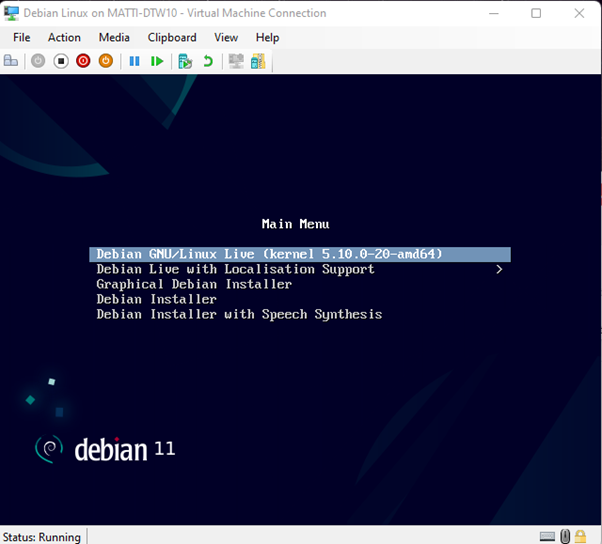 Debian Linux on MATTI-DTW10 - Virtual Machine Connection
File Action Media Clipboard View Help
Main Menu
Debian GNU/Linux Live (kernel 5.10.0-20-amd64)
Debian Live with Localisation Support >
Graphical Debian Installer
Debian Installer
Debian Installer with Speech Synthesis
debian 11
Status: Running